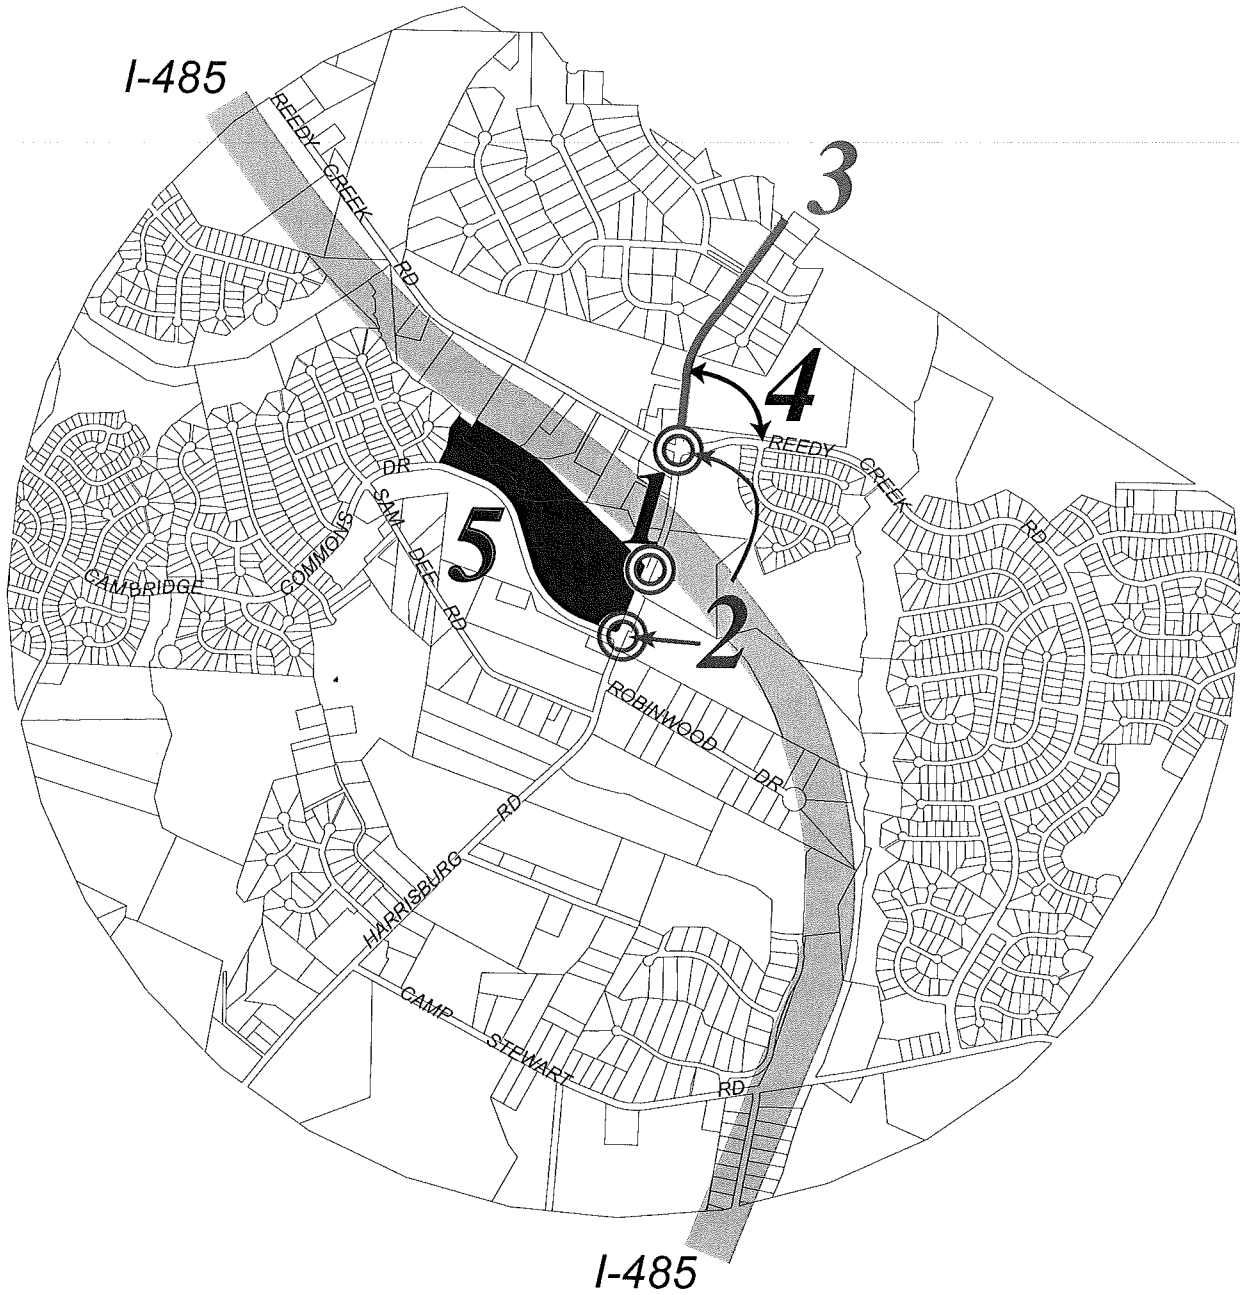 I-485
REEDY CREEK RD
3
4
REEDY CREEK RD
1
DR
5
SAM DEE RD
CAMBRIDGE COMMONS
2
ROBINWOOD DR
HARRISBURG RD
CAMP STEWART RD
I-485